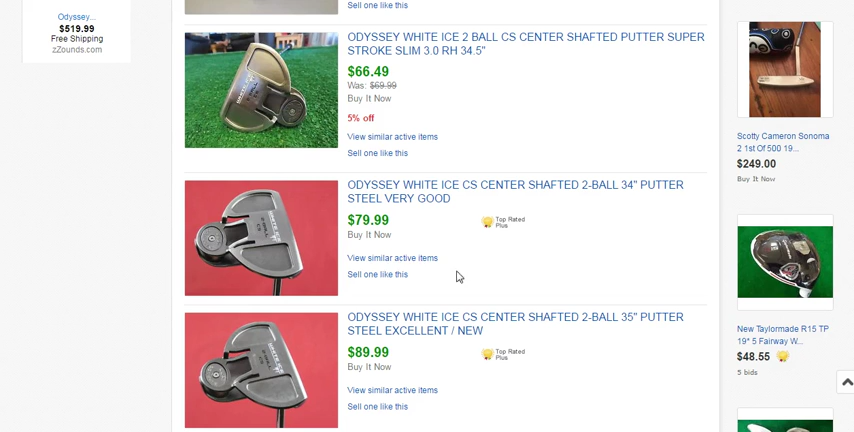 Odyssey...
$519.99
Free Shipping
zZounds.com
Sell one like this
ODYSSEY WHITE ICE 2 BALL CS CENTER SHAFTED PUTTER SUPER
STROKE SLIM 3.0 RH 34.5"
$66.49
Was: $69.99
Buy It Now
5% off
View similar active items
Sell one like this
ODYSSEY WHITE ICE CS CENTER SHAFTED 2-BALL 34" PUTTER
STEEL VERY GOOD
$79.99
Top Rated
Plus
Buy It Now
View similar active items
Sell one like this
ODYSSEY WHITE ICE CS CENTER SHAFTED 2-BALL 35" PUTTER
STEEL EXCELLENT / NEW
$89.99
Top Rated
Plus
Buy It Now
View similar active items
Sell one like this
Scotty Cameron Sonoma
2 1st Of 500 19...
$249.00
Buy It Now
New Taylormade R15 TP
19* 5 Fairway W...
$48.55
5 bids